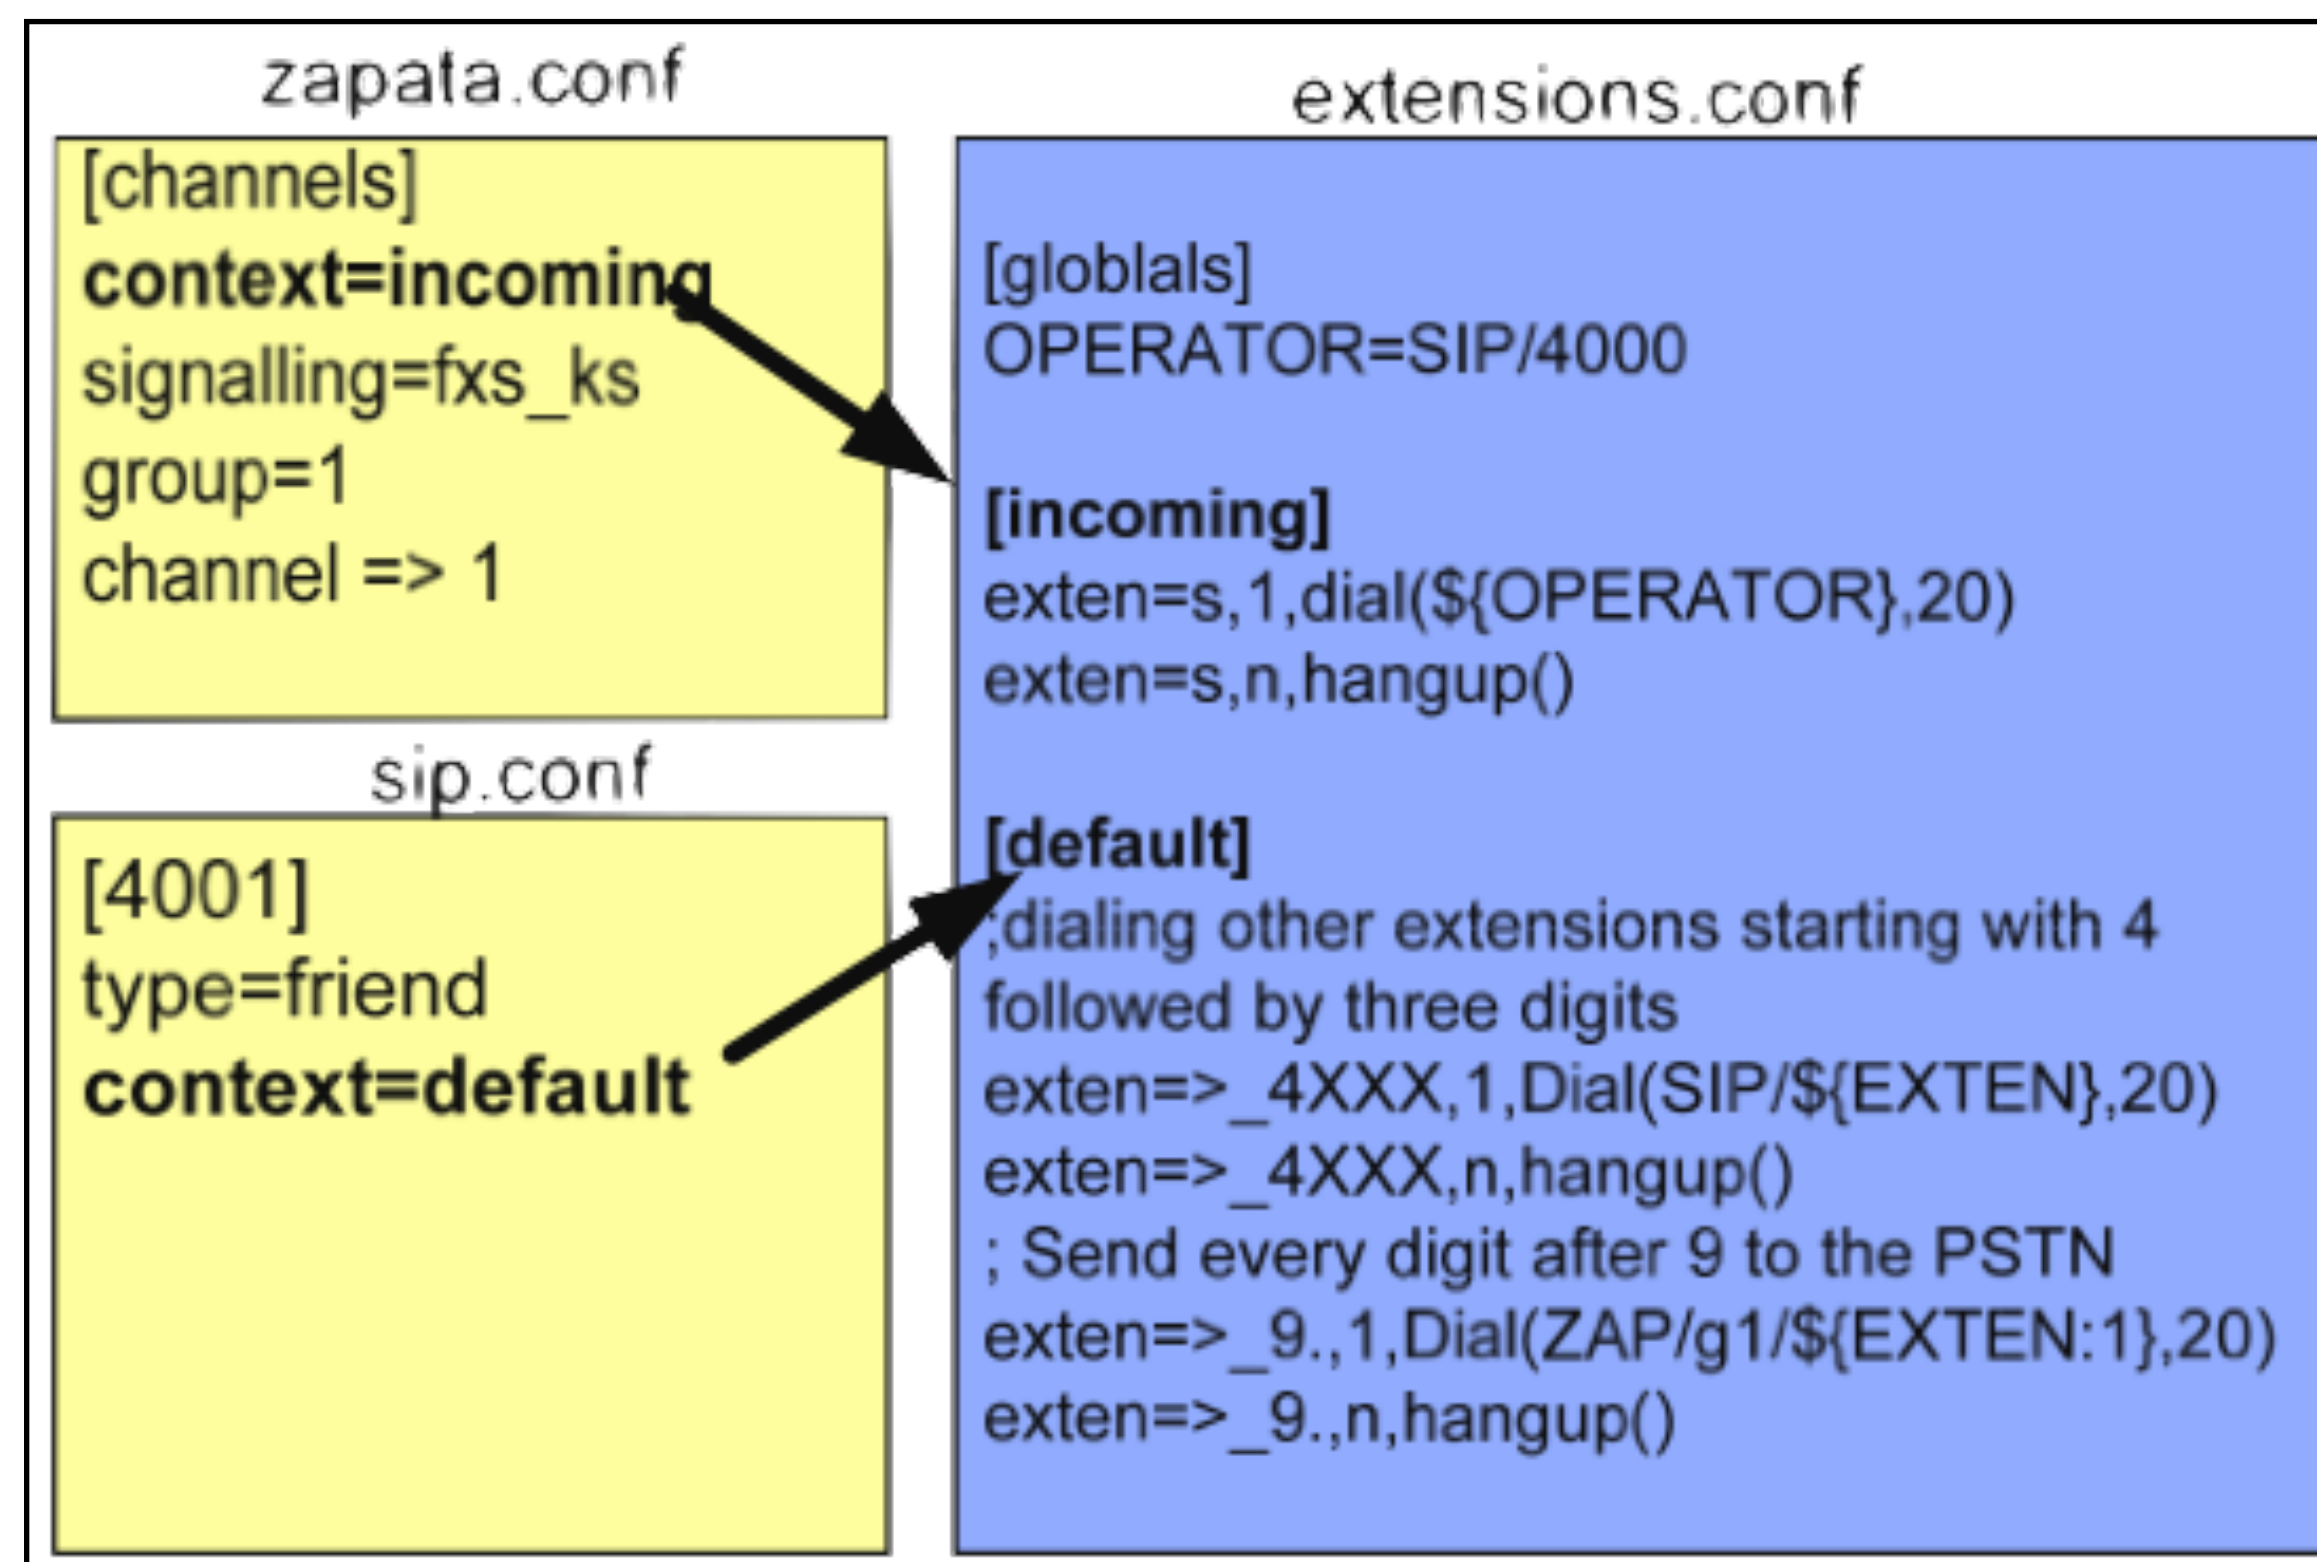 zapata.conf
[channels]
context=incoming
signalling=fxs_ks
group=1
channel => 1
sip.conf
[4001]
type=friend
context=default
extensions.conf
[globlals]
OPERATOR=SIP/4000
[incoming]
exten=s,1,dial(${OPERATOR},20)
exten=s,n,hangup()
[default]
;dialing other extensions starting with 4
followed by three digits
exten=>_4XXX,1,Dial(SIP/${EXTEN},20)
exten=>_4XXX,n,hangup()
; Send every digit after 9 to the PSTN
exten=>_9.,1,Dial(ZAP/g1/${EXTEN:1},20)
exten=>_9.,n,hangup()